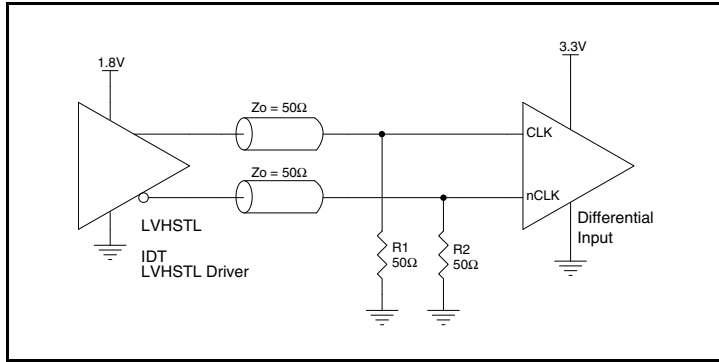 3.3V
1.8V
Zo = 50Ω
CLK
Zo = 50Ω
nCLK
LVHSTL
Differential
Input
IDT
LVHSTL Driver
R1
50Ω
R2
50Ω